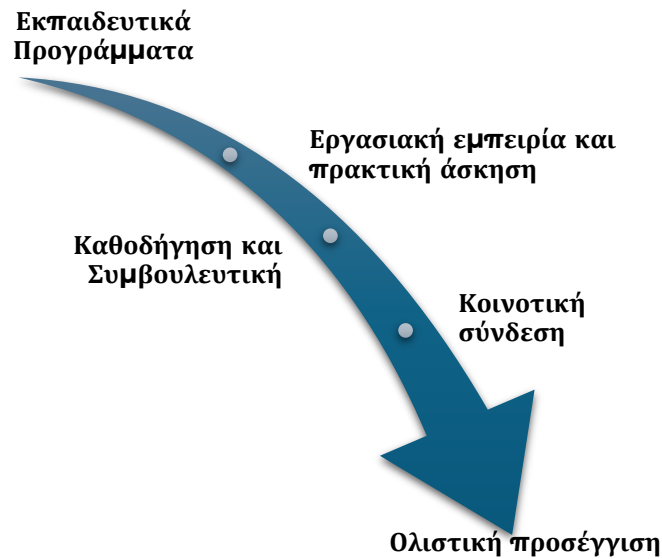 Εκπαιδευτικά
Προγράμματα
Εργασιακή εμπειρία και
πρακτική άσκηση
Καθοδήγηση και
Συμβουλευτική
Κοινοτική
σύνδεση
Ολιστική προσέγγιση